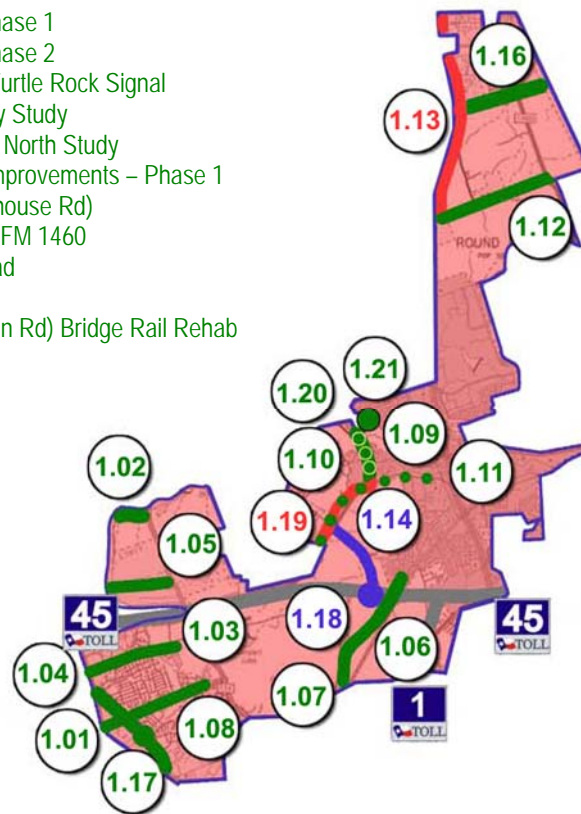 hase 1
hase 2
urtle Rock Signal
y Study
North Study
mprovements – Phase 1
house Rd)
FM 1460
nd
n Rd) Bridge Rail Rehab
1.16
1.13
1.12
ROUND
1.21
1.20
1.09
1.10
1.11
1.02
1.19
1.14
1.05
45
TOLL
1.03
1.18
45
TOLL
1.04
1.06
1.07
1
TOLL
1.08
1.01
1.17